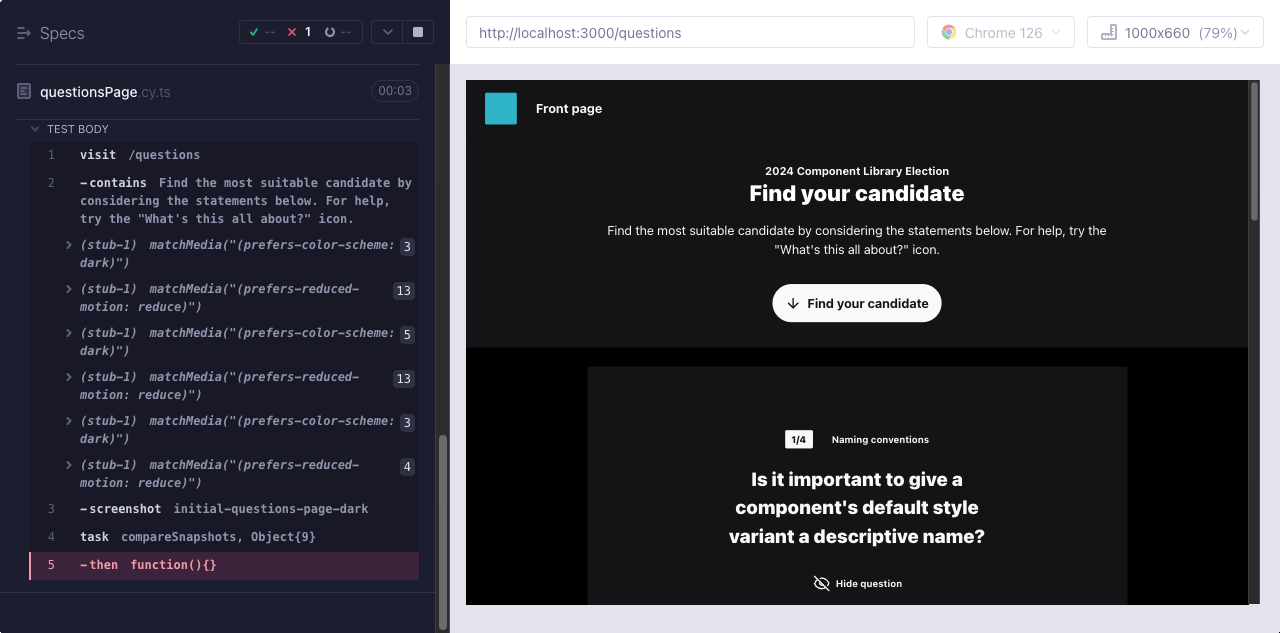 Specs
-- 1 --
questionsPage.cy.ts
00:03
TEST BODY
1 visit /questions
2 -contains Find the most suitable candidate by
considering the statements below. For help,
try the "What's this all about?" icon.
(stub-1) matchMedia("(prefers-color-scheme: 3
dark)")
(stub-1) matchMedia("(prefers-reduced- 13
motion: reduce)")
(stub-1) matchMedia("(prefers-color-scheme: 5
dark)")
(stub-1) matchMedia("(prefers-reduced- 13
motion: reduce)")
(stub-1) matchMedia("(prefers-color-scheme: 3
dark)")
(stub-1) matchMedia("(prefers-reduced- 4
motion: reduce)")
3 -screenshot initial-questions-page-dark
4 task compareSnapshots, Object{9}
5 -then function(){}
http://localhost:3000/questions
Chrome 126
1000x660 (79%)
Front page
2024 Component Library Election
Find your candidate
Find the most suitable candidate by considering the statements below. For help, try the
"What's this all about?" icon.
Find your candidate
1/4 Naming conventions
Is it important to give a
component's default style
variant a descriptive name?
Hide question